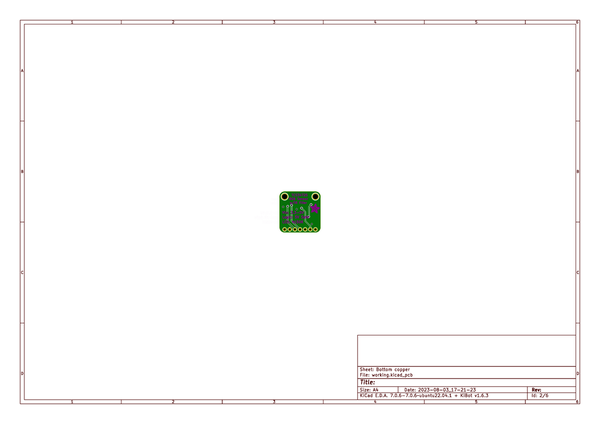 1 2 3 4 5 6
A A
B B
C C
D D
Sheet: Bottom copper
File: working.kicad_pcb
Title:
Size: A4 Date: 2023-08-03_17-21-23 Rev:
KiCad E.D.A. 7.0.6-7.0.6~ubuntu22.04.1 + KiBot v1.6.3 Id: 2/6
1 2 3 4 5 6